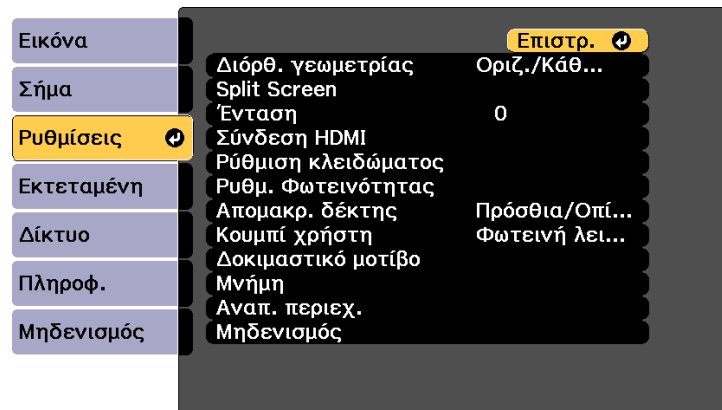 Εικόνα
Σήμα
Ρυθμίσεις
Εκτεταμένη
Δίκτυο
Πληροφ.
Μηδενισμός
Επιστρ.
Διόρθ. γεωμετρίας Οριζ./Κάθ...
Split Screen
Ένταση 0
Σύνδεση HDMI
Ρύθμιση κλειδώματος
Ρυθμ. Φωτεινότητας
Απομακρ. δέκτης Πρόσθια/Οπί...
Κουμπί χρήστη Φωτεινή λει...
Δοκιμαστικό μοτίβο
Μνήμη
Αναπ. περιεχ.
Μηδενισμός